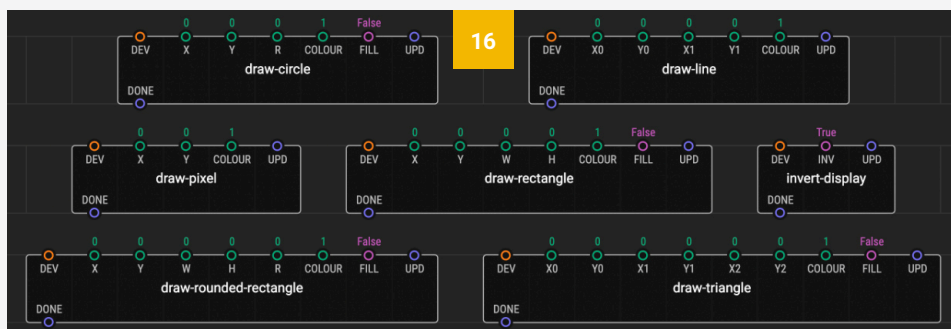 0 0 0 1 False
DEV X Y R COLOUR FILL UPD
draw-circle
DONE
16
0 0 0 0 1
DEV X0 Y0 X1 Y1 COLOUR UPD
draw-line
DONE
0 0 1
DEV X Y COLOUR UPD
draw-pixel
DONE
0 0 0 0 1 False
DEV X Y W H COLOUR FILL UPD
draw-rectangle
DONE
True
DEV INV UPD
invert-display
DONE
0 0 0 0 0 1 False
DEV X Y W H R COLOUR FILL UPD
draw-rounded-rectangle
DONE
0 0 0 0 0 0 1 False
DEV X0 Y0 X1 Y1 X2 Y2 COLOUR FILL UPD
draw-triangle
DONE